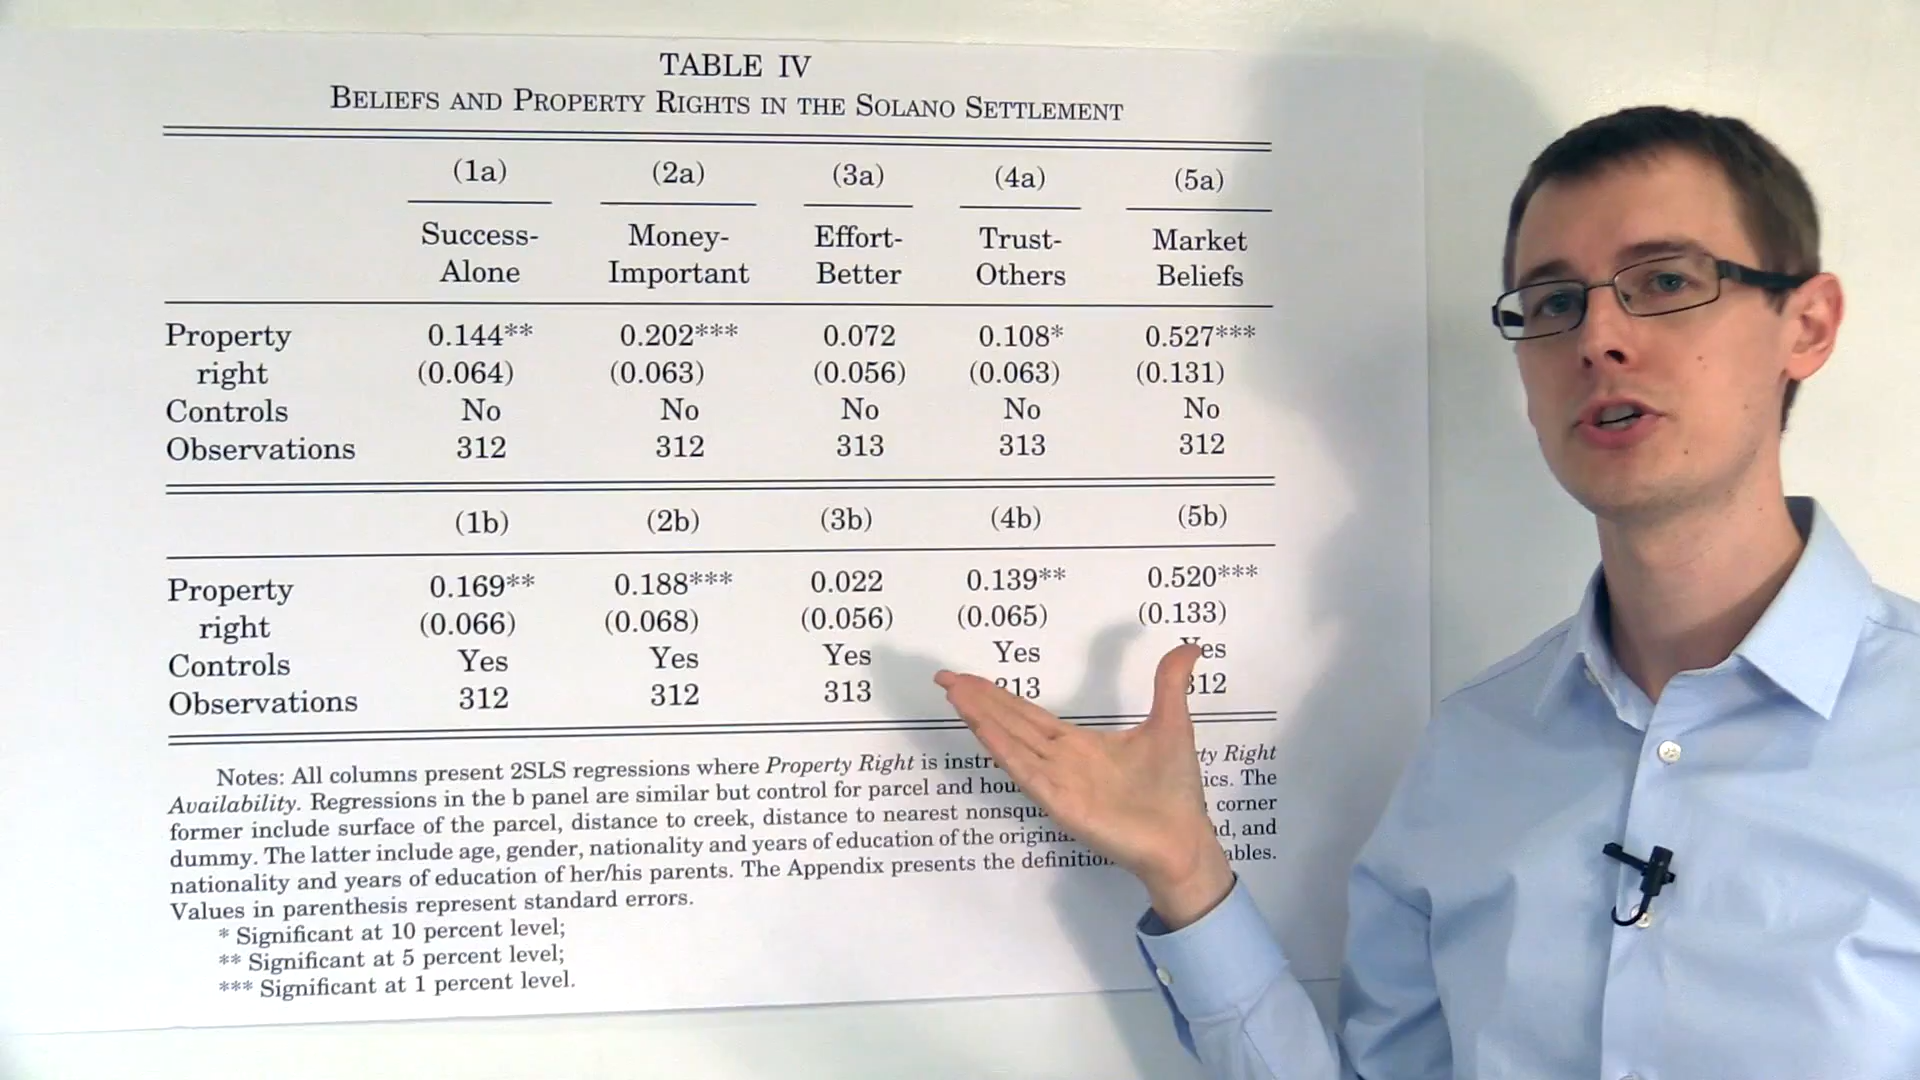 TABLE IV
BELIEFS AND PROPERTY RIGHTS IN THE SOLANO SETTLEMENT
(1a) (2a) (3a) (4a) (5a)
Success- Money- Effort- Trust- Market
Alone Important Better Others Beliefs
Property 0.144** 0.202*** 0.072 0.108* 0.527***
right (0.064) (0.063) (0.056) (0.063) (0.131)
Controls No No No No No
Observations 312 312 313 313 312
(1b) (2b) (3b) (4b) (5b)
Property 0.169** 0.188*** 0.022 0.139** 0.520***
right (0.066) (0.068) (0.056) (0.065) (0.133)
Controls Yes Yes Yes Yes Yes
Observations 312 312 313 313 312
Notes: All columns present 2SLS regressions where Property Right is Right
Availability. Regressions in the b panel are similar but control for parcel and The
former include surface of the parcel, distance to creek, distance to nearest corner
dummy. The latter include age, gender, nationality and years of education of the and
nationality and years of education of her/his parents. The Appendix presents the
Values in parenthesis represent standard errors.
* Significant at 10 percent level;
** Significant at 5 percent level;
*** Significant at 1 percent level.